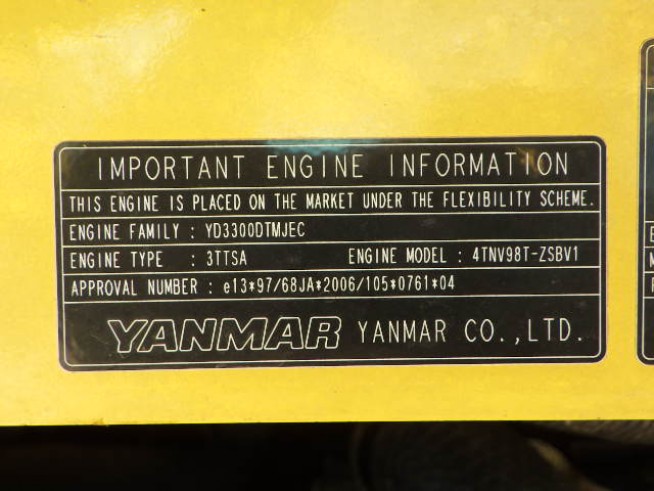 IMPORTANT ENGINE INFORMATION
THIS ENGINE IS PLACED ON THE MARKET UNDER THE FLEXIBILITY SCHEME.
ENGINE FAMILY : YD3300DTMJEC
ENGINE TYPE : 3TTSA ENGINE MODEL : 4TNV98T-ZSBV1
APPROVAL NUMBER : e13*97/68JA*2006/105*0761*04
YANMAR YANMAR CO.,LTD.